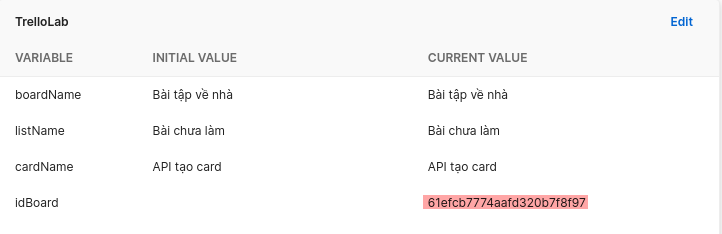 TrelloLab Edit
VARIABLE INITIAL VALUE CURRENT VALUE
boardName Bài tập về nhà Bài tập về nhà
listName Bài chưa làm Bài chưa làm
cardName API tạo card API tạo card
idBoard 61efcb7774aafd320b7f8f97